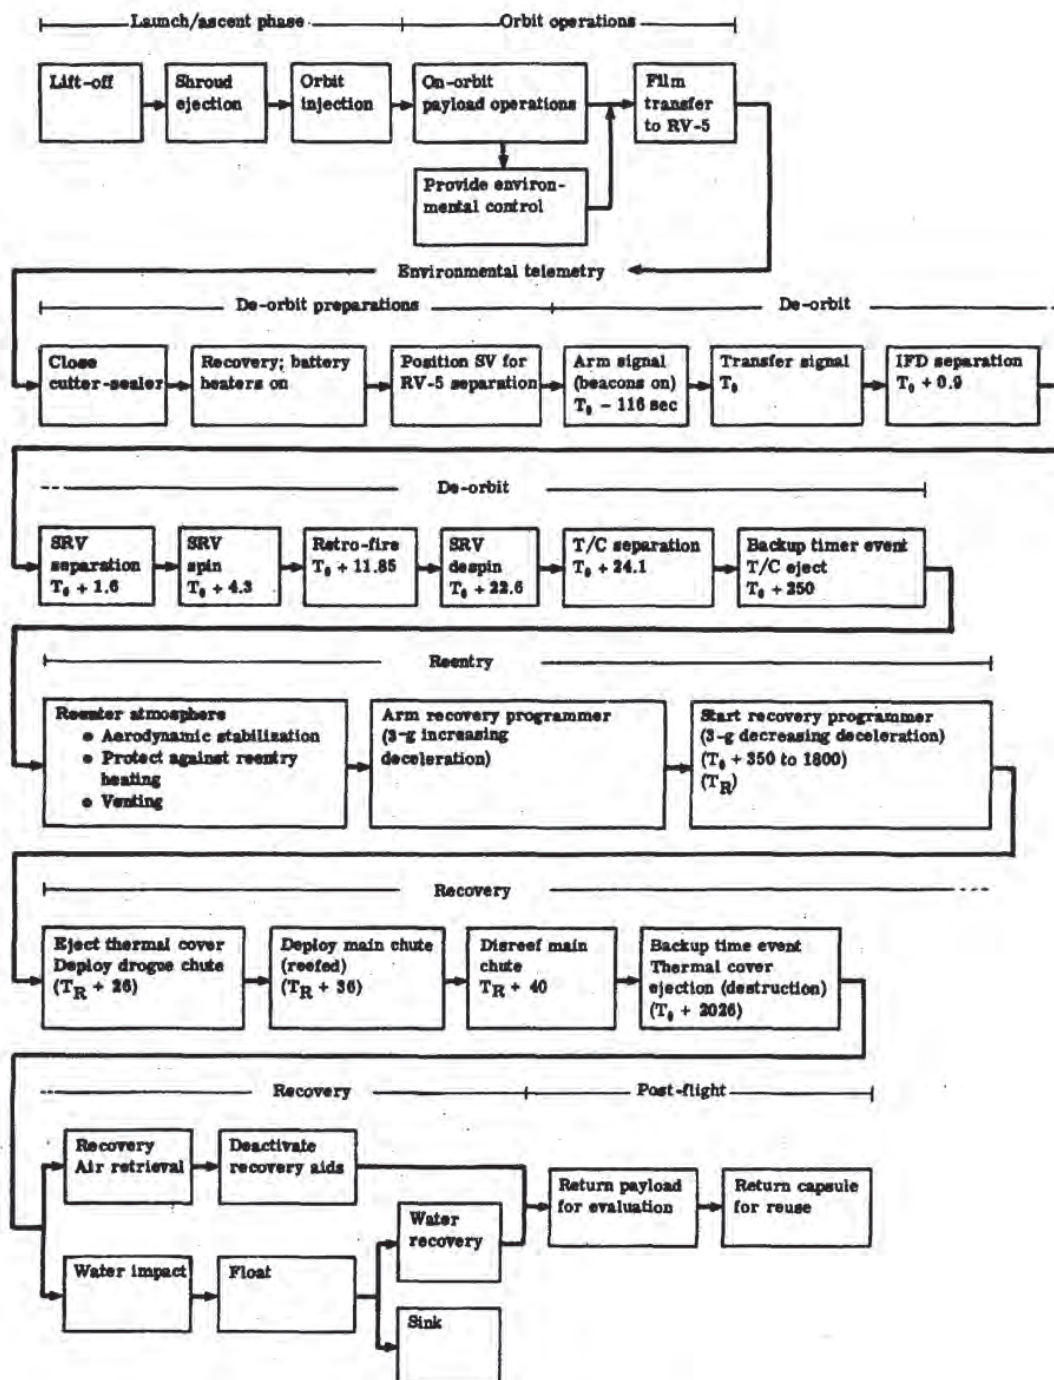 Launch/ascent phase
Orbit operations
Lift-off
Shroud
ejection
Orbit
injection
On-orbit
payload operations
Film
transfer
to RV-5
Provide environ-
mental control
Environmental telemetry
De-orbit preparations
De-orbit
Close
cutter-sealer
Recovery; battery
heaters on
Position SV for
RV-5 separation
Arm signal
(beacons on)
T₀ − 116 sec
Transfer signal
T₀
IFD separation
T₀ + 0.9
De-orbit
SRV
separation
T₀ + 1.6
SRV
spin
T₀ + 4.3
Retro-fire
T₀ + 11.85
SRV
despin
T₀ + 22.6
T/C separation
T₀ + 24.1
Backup timer event
T/C eject
T₀ + 250
Reentry
Reenter atmosphere
● Aerodynamic stabilization
● Protect against reentry
heating
● Venting
Arm recovery programmer
(3-g increasing
deceleration)
Start recovery programmer
(3-g decreasing deceleration)
(T₀ + 350 to 1800)
(T_R)
Recovery
Eject thermal cover
Deploy drogue chute
(T_R + 26)
Deploy main chute
(reefed)
(T_R + 36)
Disreef main
chute
T_R + 40
Backup time event
Thermal cover
ejection (destruction)
(T₀ + 2026)
Recovery
Post-flight
Recovery
Air retrieval
Deactivate
recovery aids
Return payload
for evaluation
Return capsule
for reuse
Water
recovery
Water impact
Float
Sink